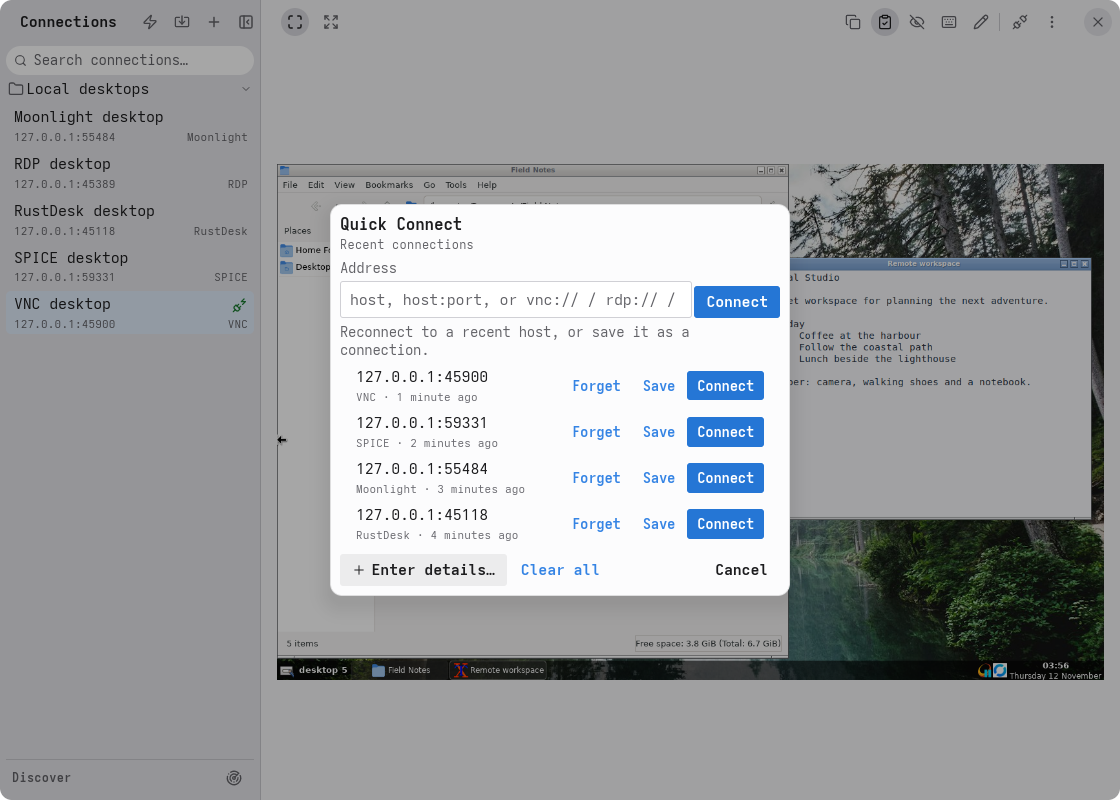 Connections
Search connections…
Local desktops
Moonlight desktop
127.0.0.1:55484 Moonlight
RDP desktop
127.0.0.1:45389 RDP
RustDesk desktop
127.0.0.1:45118 RustDesk
SPICE desktop
127.0.0.1:59331 SPICE
VNC desktop
127.0.0.1:45900 VNC
Discover
Field Notes
File Edit View Bookmarks Go Tools Help
Places
Home
Desktop
5 items
Free space: 3.8 GiB (Total: 6.7 GiB)
Remote workspace
Studio
workspace for planning the next adventure.
Coffee at the harbour
Follow the coastal path
Lunch beside the lighthouse
camera, walking shoes and a notebook.
desktop 5
Field Notes
Remote workspace
03:56
Thursday 12 November
Quick Connect
Recent connections
Address
host, host:port, or vnc:// / rdp:// /
Connect
Reconnect to a recent host, or save it as a
connection.
127.0.0.1:45900
VNC · 1 minute ago
Forget Save Connect
127.0.0.1:59331
SPICE · 2 minutes ago
Forget Save Connect
127.0.0.1:55484
Moonlight · 3 minutes ago
Forget Save Connect
127.0.0.1:45118
RustDesk · 4 minutes ago
Forget Save Connect
+ Enter details…
Clear all
Cancel